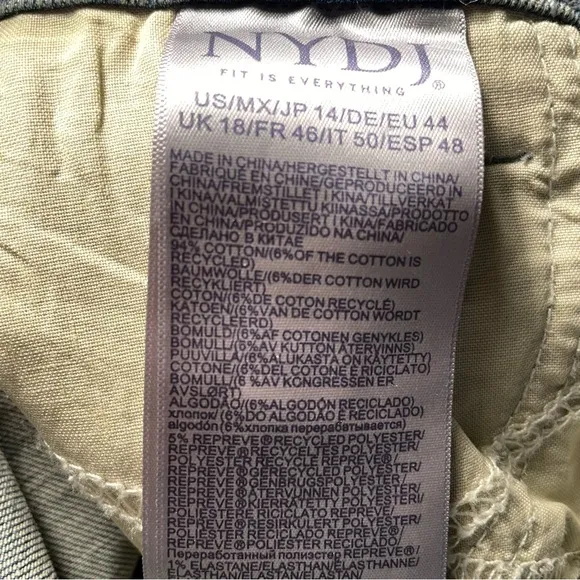 NYDJ
FIT IS EVERYTHING ®
US/MX/JP 14/DE/EU 44
UK 18/FR 46/IT 50/ESP 48
MADE IN CHINA/HERGESTELLT IN CHINA/
FABRIQUÉ EN CHINE/GEPRODUCEERD IN
CHINA/FREMSTILLE I KINA/TILLVERKAT
I KINA/VALMISTETTU KIINASSA/PRODOTTO
IN CHINA/PRODUSERT I KINA/FABRICADO
EN CHINA/PRODUZIDO NA CHINA/
СДЕЛАНО В КИТАЕ
94% COTTON/(6%OF THE COTTON IS
RECYCLED)
BAUMWOLLE/(6%DER COTTON WIRD
RECYKLIERT)
COTON/(6%DE COTON RECYCLÉ)
KATOEN/(6%VAN DE COTTON WORDT
RECYCLEERD)
BOMULD/(6%AF COTONEN GENYKLES)
BOMULL/(6%AV KUTTON ÅTERVINNS)
PUUVILLA/(6%ALUKASTA ON KÄYTETTY)
COTONE/(6%DEL COTONE È RICICLATO)
BOMULL/(6%AV KONGRESSEN ER
AVSLØRT)
ALGODÃO/(6%ALGODÓN RECICLADO)
хлопок/(6%DO ALGODÃO É RECICLADO)
algodón (6%хлопка перерабатывается)
5% REPREVE® RECYCLED POLYESTER/
REPREVE® RECYCELTES POLYESTER/
POLYESTER RECYCLE REPREVE®/
REPREVE® GERECYCLED POLYESTER/
REPREVE® GENBRUGSPOLYESTER/
REPREVE® ÅTERVUNNEN POLYESTER/
REPREVE® KIERRÄTETTY POLYESTERI/
POLIESTERE RICICLATO REPREVE®/
REPREVE® RESIRKULERT POLYESTER/
POLIÉSTER RECICLADO REPREVE®/
REPREVE® POLIESTER RECICLADO/
Переработанный полиэстер REPREVE®/
1% ELASTANE/ELASTHAN/ELASTHANNE/